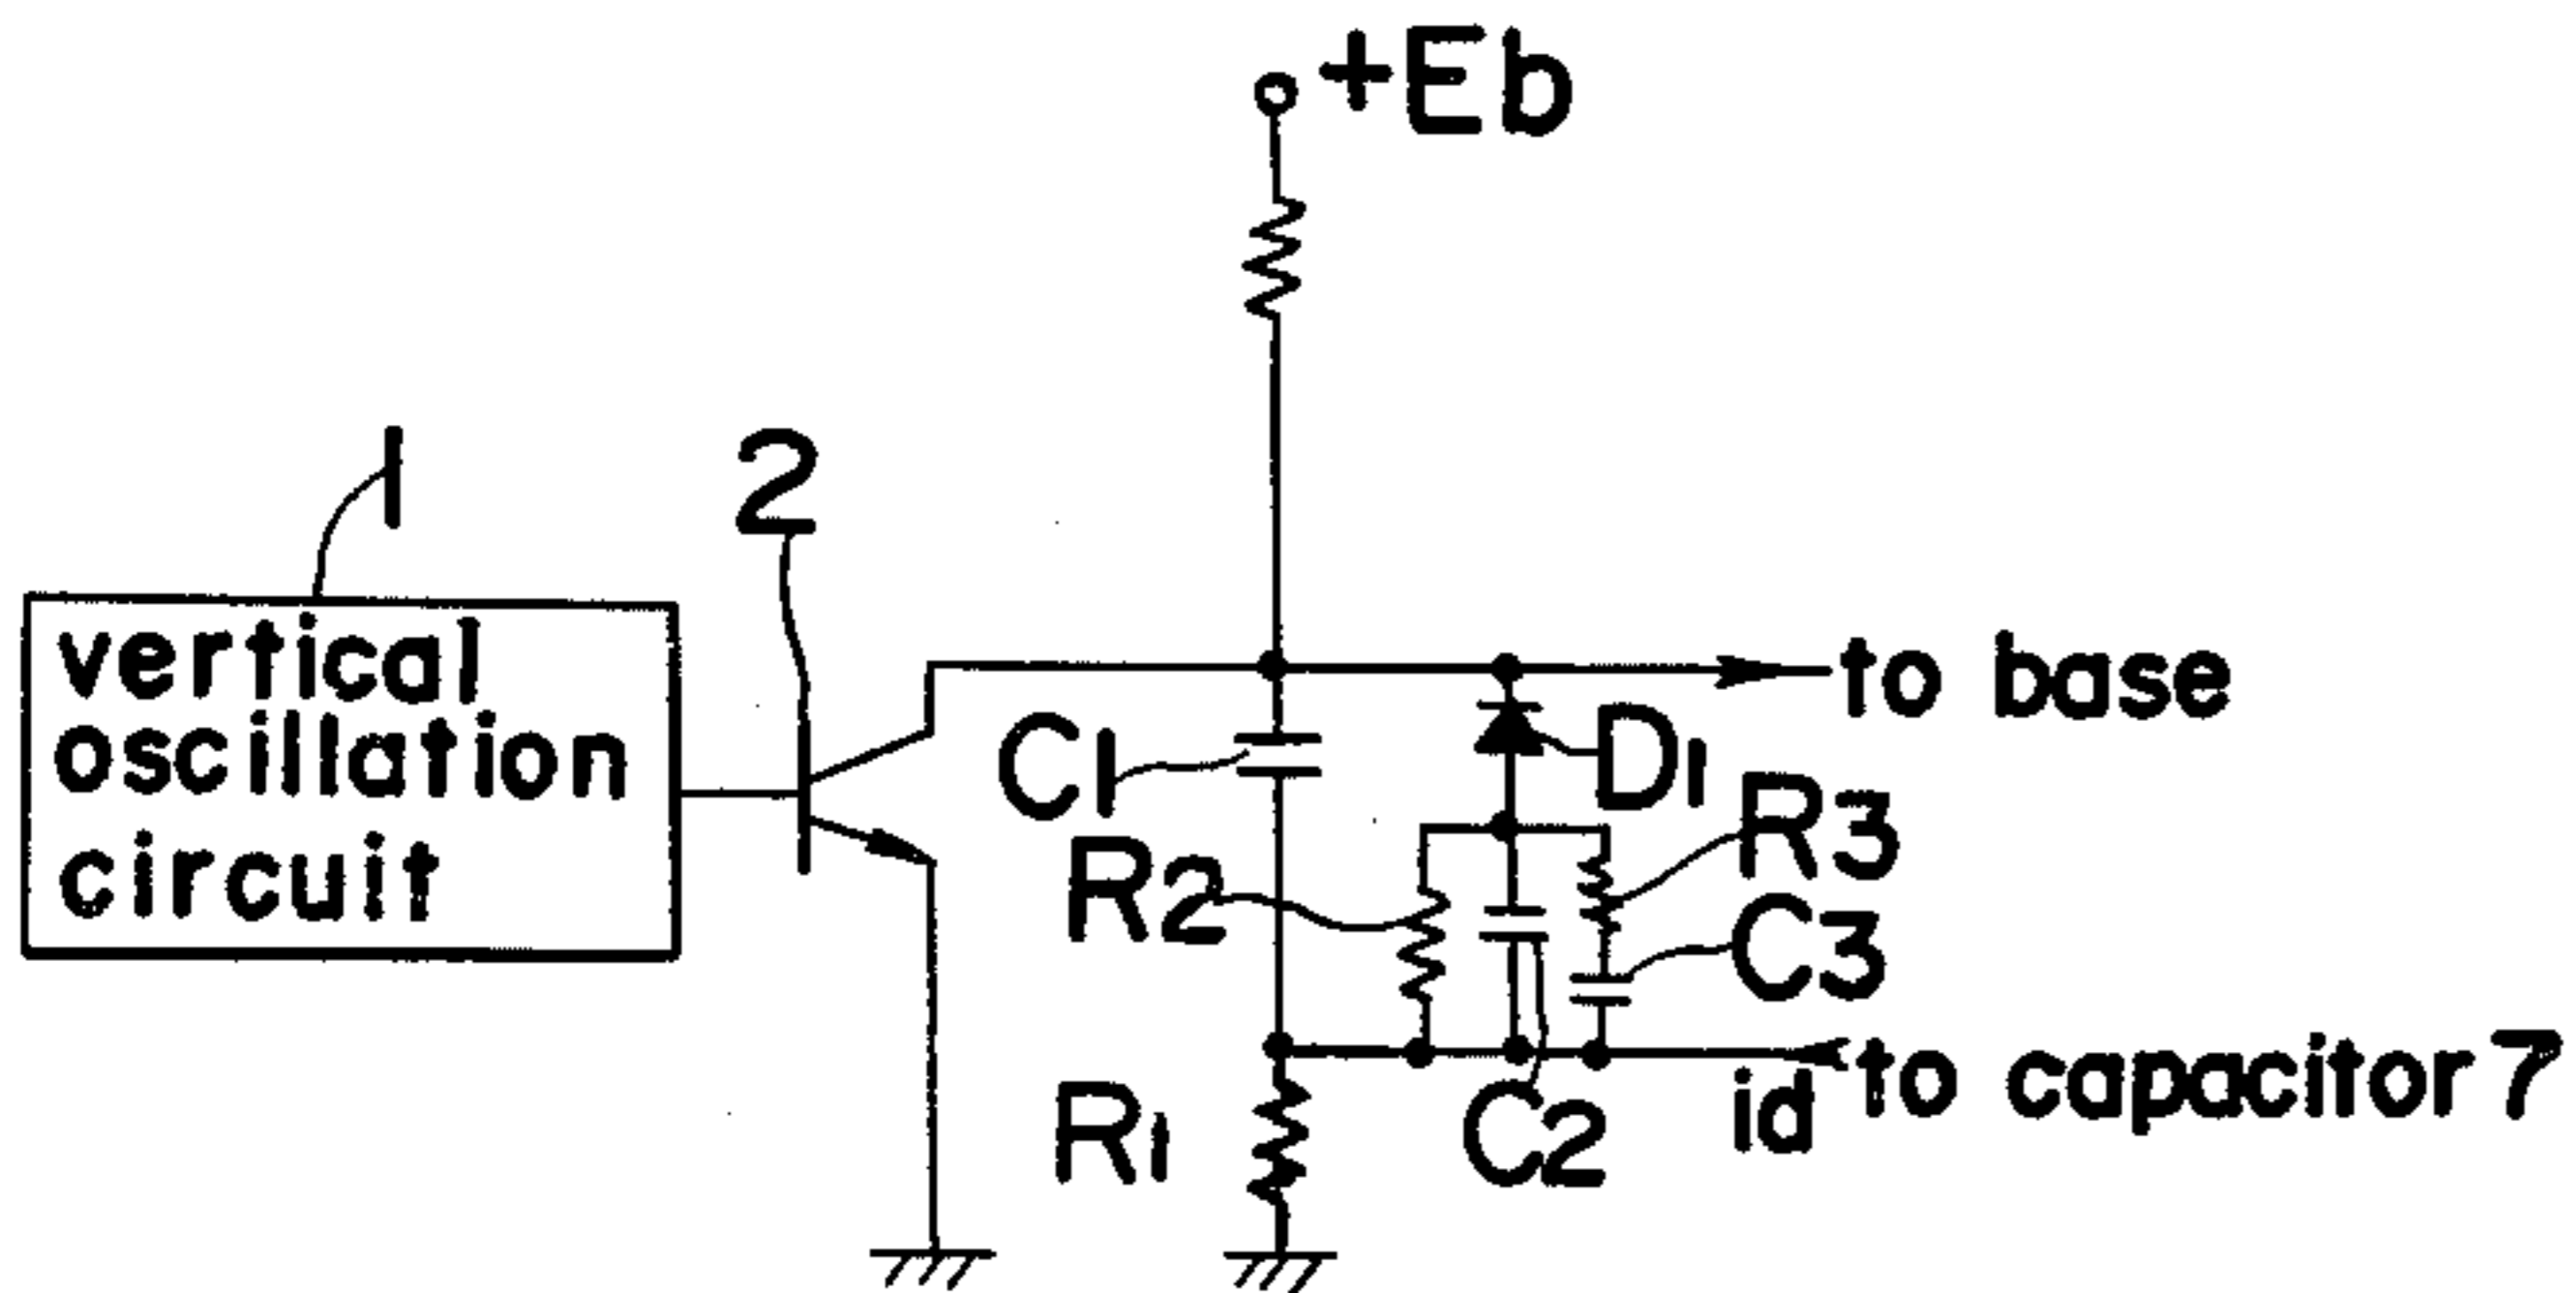 +Eb
1
2
vertical
oscillation
circuit
to base
C1
D1
R2
R3
C3
R1
C2
id
to capacitor 7